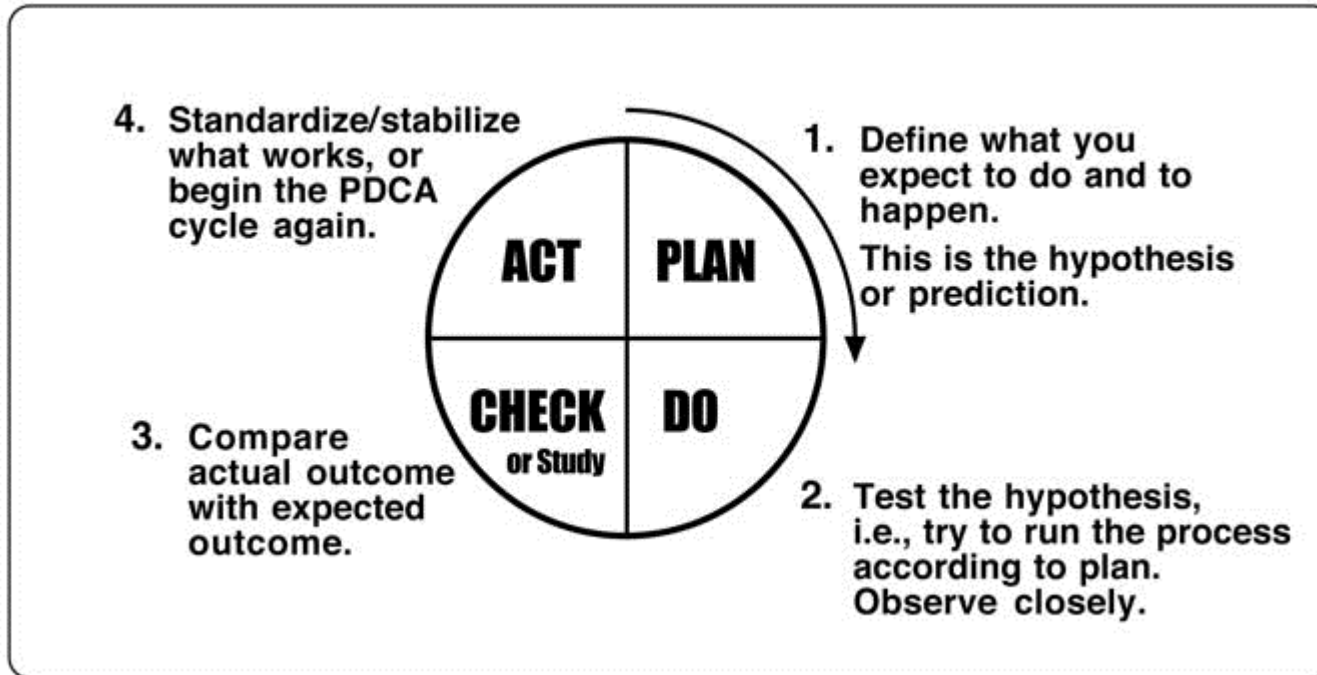 4. Standardize/stabilize
what works, or
begin the PDCA
cycle again.
1. Define what you
expect to do and to
happen.
This is the hypothesis
or prediction.
ACT
PLAN
CHECK
or Study
DO
3. Compare
actual outcome
with expected
outcome.
2. Test the hypothesis,
i.e., try to run the process
according to plan.
Observe closely.